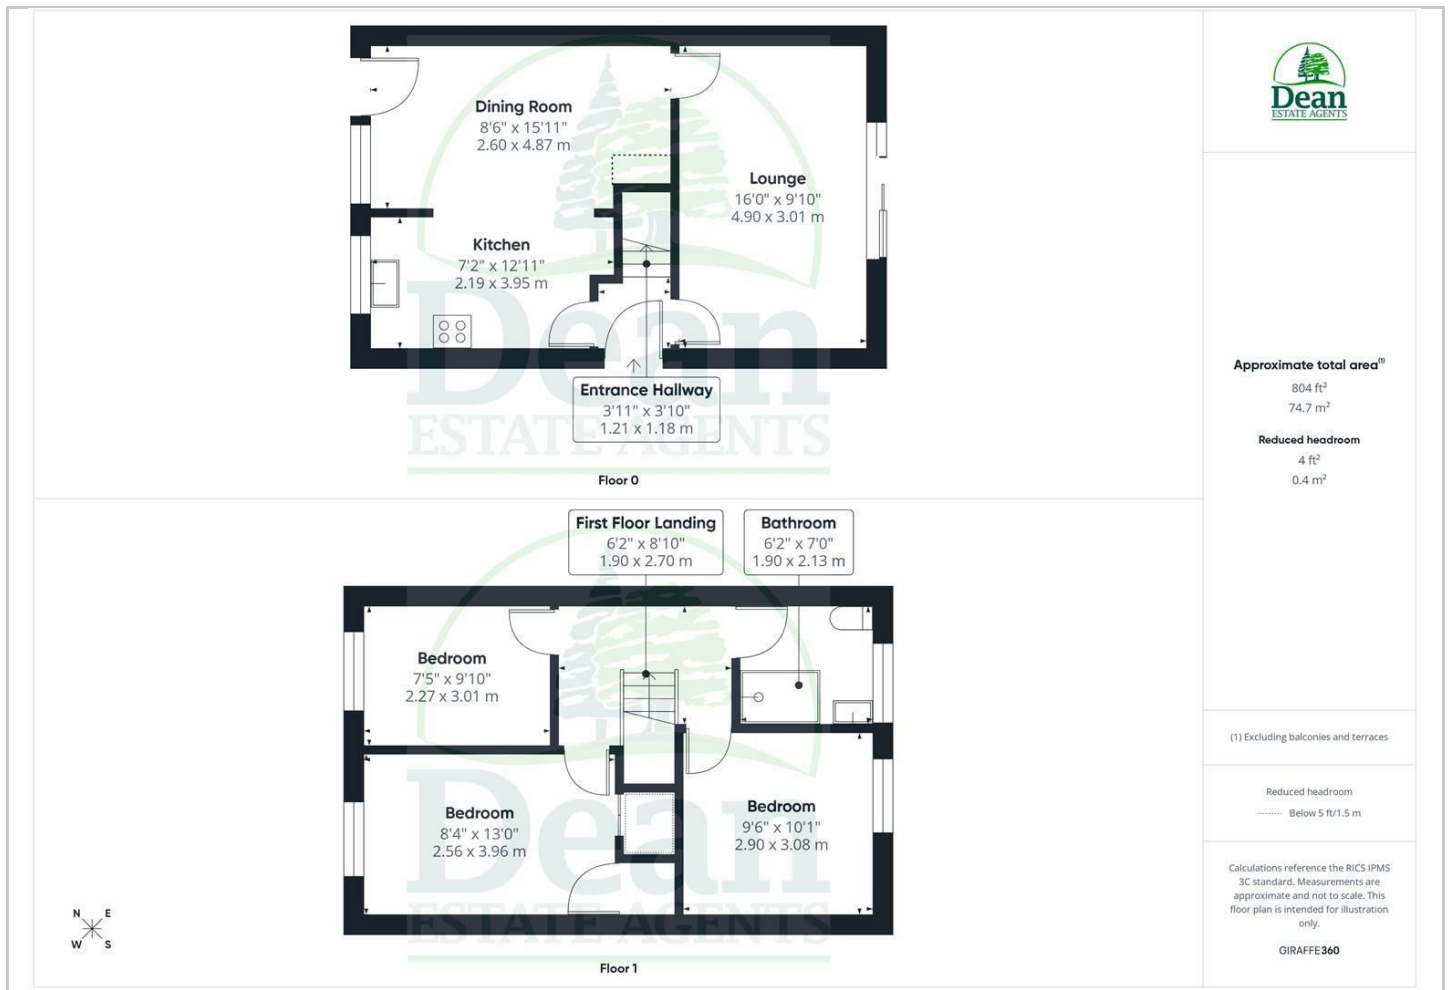 Dining Room
8'6" x 15'11"
2.60 x 4.87 m
Lounge
16'0" x 9'10"
4.90 x 3.01 m
Kitchen
7'2" x 12'11"
2.19 x 3.95 m
Entrance Hallway
3'11" x 3'10"
1.21 x 1.18 m
Dean
ESTATE AGENTS
Floor 0
First Floor Landing
6'2" x 8'10"
1.90 x 2.70 m
Bathroom
6'2" x 7'0"
1.90 x 2.13 m
Bedroom
7'5" x 9'10"
2.27 x 3.01 m
Bedroom
8'4" x 13'0"
2.56 x 3.96 m
Bedroom
9'6" x 10'1"
2.90 x 3.08 m
Dean
ESTATE AGENTS
N E
W S
Floor 1
Dean
ESTATE AGENTS
Approximate total area(1)
804 ft²
74.7 m²
Reduced headroom
4 ft²
0.4 m²
(1) Excluding balconies and terraces
Reduced headroom
Below 5 ft/1.5 m
Calculations reference the RICS IPMS
3C standard. Measurements are
approximate and not to scale. This
floor plan is intended for illustration
only.
GIRAFFE360